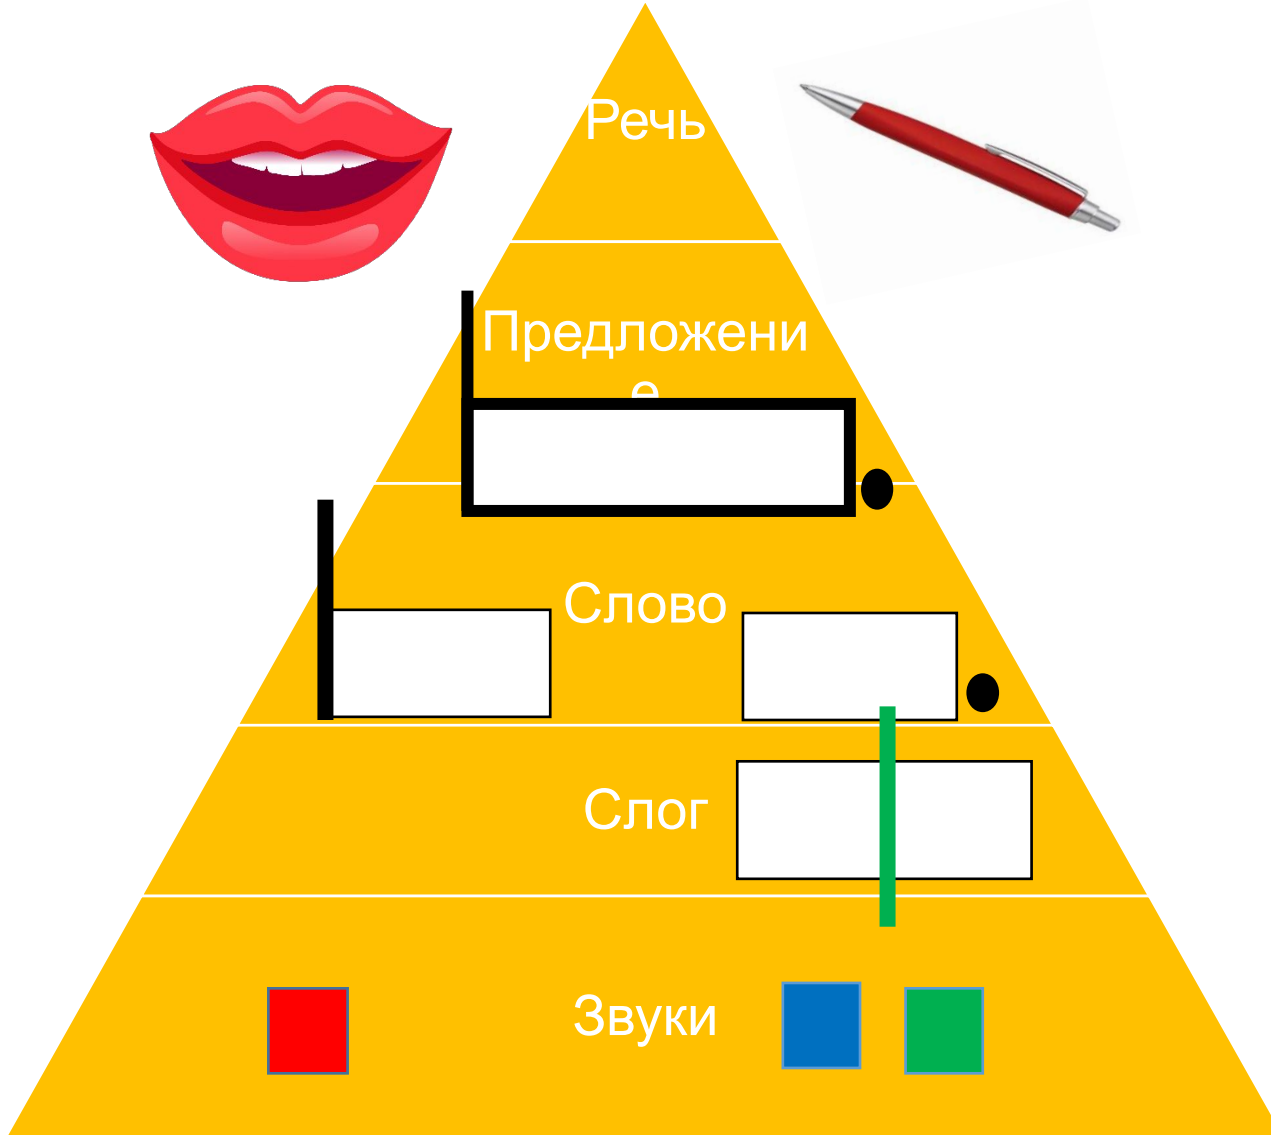 Речь
Предложени
е
Слово
Слог
Звуки